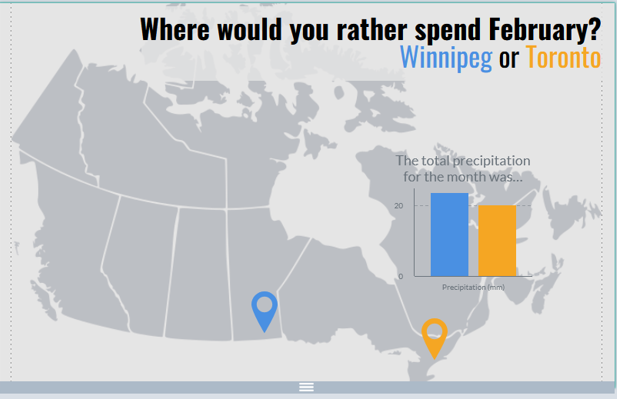 Where would you rather spend February?
Winnipeg or Toronto
The total precipitation
for the month was...
20
0
Precipitation (mm)